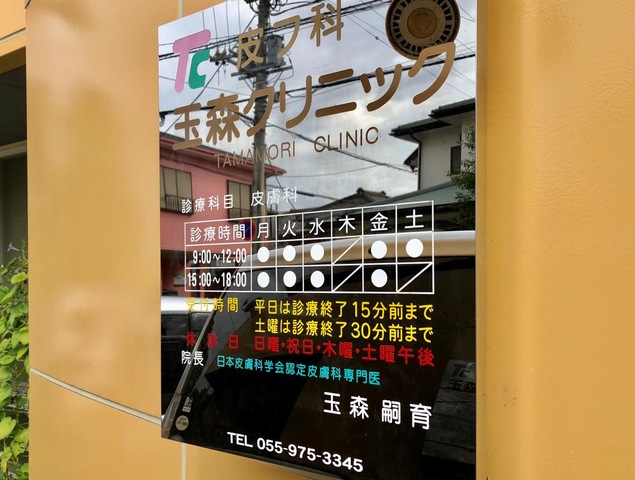 Tc 皮フ科
玉森クリニック
TAMAMORI CLINIC
診療科目 皮膚科
診療時間 月 火 水 木 金 土
9:00~12:00 ● ● ● ／ ● ●
15:00~18:00 ● ● ● ／ ● ／
受付時間 平日は診療終了15分前まで
土曜は診療終了30分前まで
休診日 日曜・祝日・木曜・土曜午後
院長 日本皮膚科学会認定皮膚科専門医
玉森 嗣育
TEL 055-975-3345